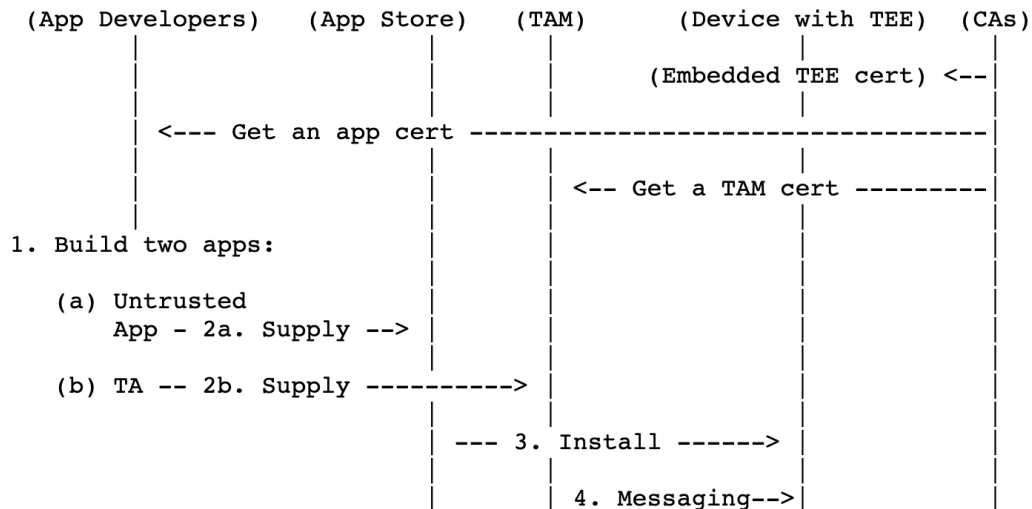 (App Developers) (App Store) (TAM) (Device with TEE) (CAs)
(Embedded TEE cert) <--
<--- Get an app cert -----------------------------------
<-- Get a TAM cert ---------
1. Build two apps:
(a) Untrusted
App - 2a. Supply -->
(b) TA -- 2b. Supply ---------->
--- 3. Install ------>
4. Messaging-->